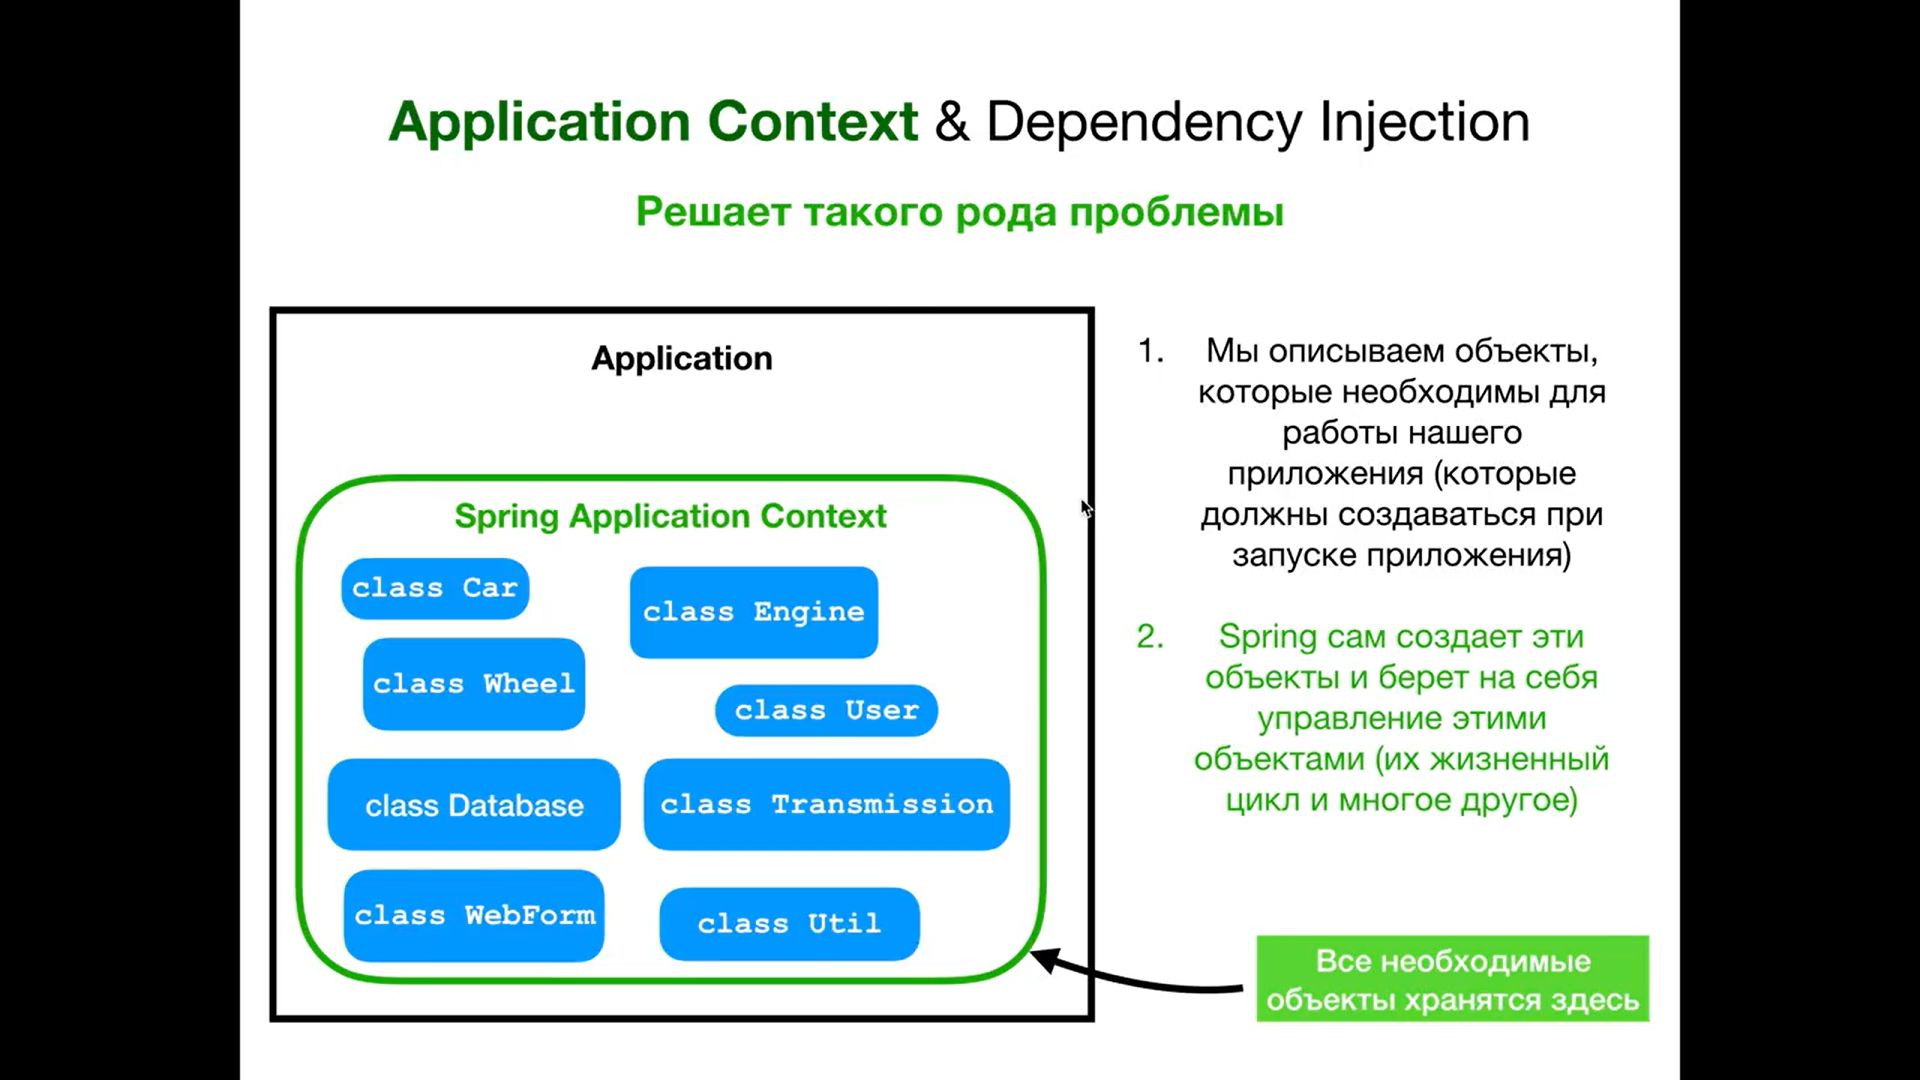 Application Context & Dependency Injection
Решает такого рода проблемы
Application
Spring Application Context
class Car
class Engine
class Wheel
class User
class Database
class Transmission
class WebForm
class Util
1. Мы описываем объекты,
которые необходимы для
работы нашего
приложения (которые
должны создаваться при
запуске приложения)
2. Spring сам создает эти
объекты и берет на себя
управление этими
объектами (их жизненный
цикл и многое другое)
Все необходимые
объекты хранятся здесь